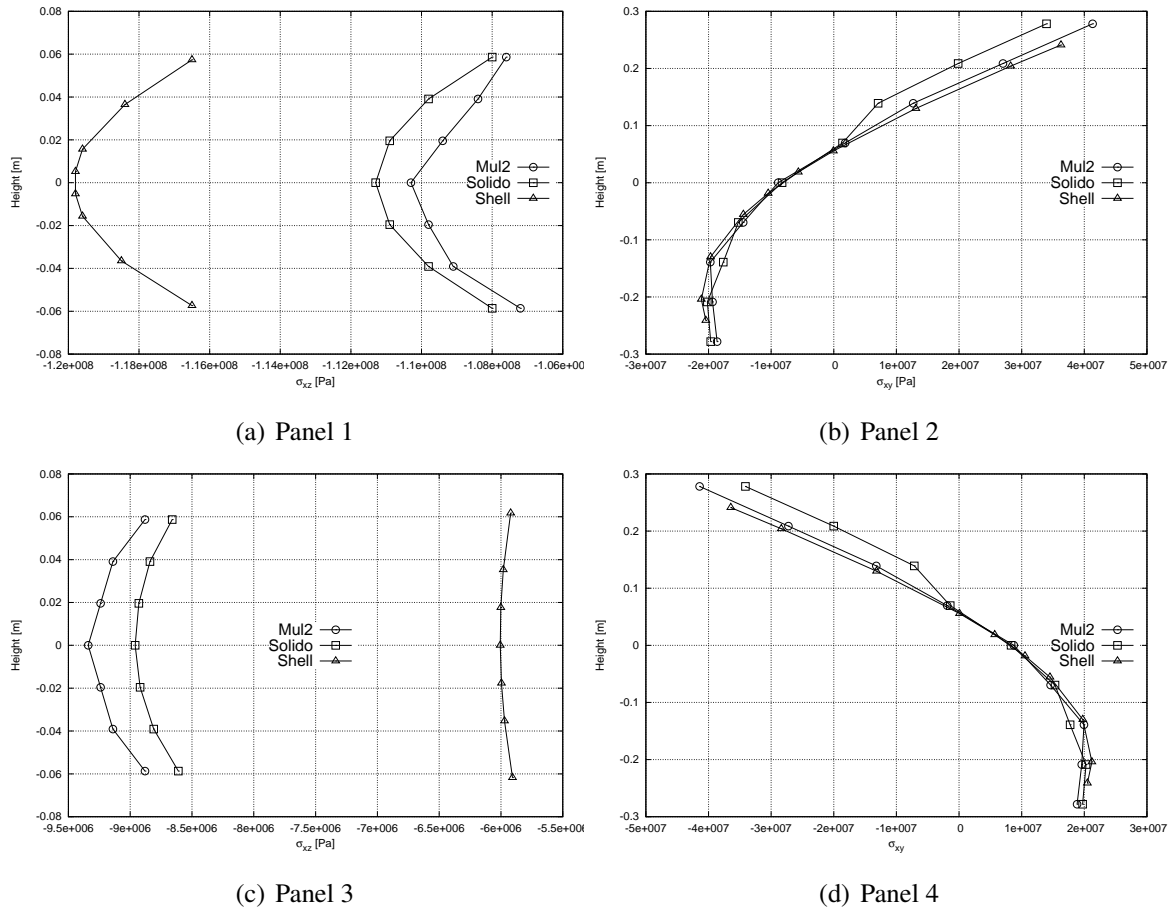 0.08
0.06
0.04
0.02
0
-0.02
-0.04
-0.06
-0.08
Height [m]
-1.2e+008
-1.18e+008
-1.16e+008
-1.14e+008
-1.12e+008
-1.1e+008
-1.08e+008
-1.06e+008
σxz [Pa]
Mul2
Solido
Shell
(a) Panel 1
0.3
0.2
0.1
0
-0.1
-0.2
-0.3
Height [m]
-3e+007
-2e+007
-1e+007
0
1e+007
2e+007
3e+007
4e+007
5e+007
σxy [Pa]
Mul2
Solido
Shell
(b) Panel 2
0.08
0.06
0.04
0.02
0
-0.02
-0.04
-0.06
-0.08
Height [m]
-9.5e+006
-9e+006
-8.5e+006
-7e+006
-6.5e+006
-6e+006
-5.5e+006
σxz [Pa]
Mul2
Solido
Shell
(c) Panel 3
0.3
0.2
0.1
0
-0.1
-0.2
-0.3
Height [m]
-5e+007
-4e+007
-3e+007
-2e+007
-1e+007
0
1e+007
2e+007
3e+007
σxy
Mul2
Solido
Shell
(d) Panel 4